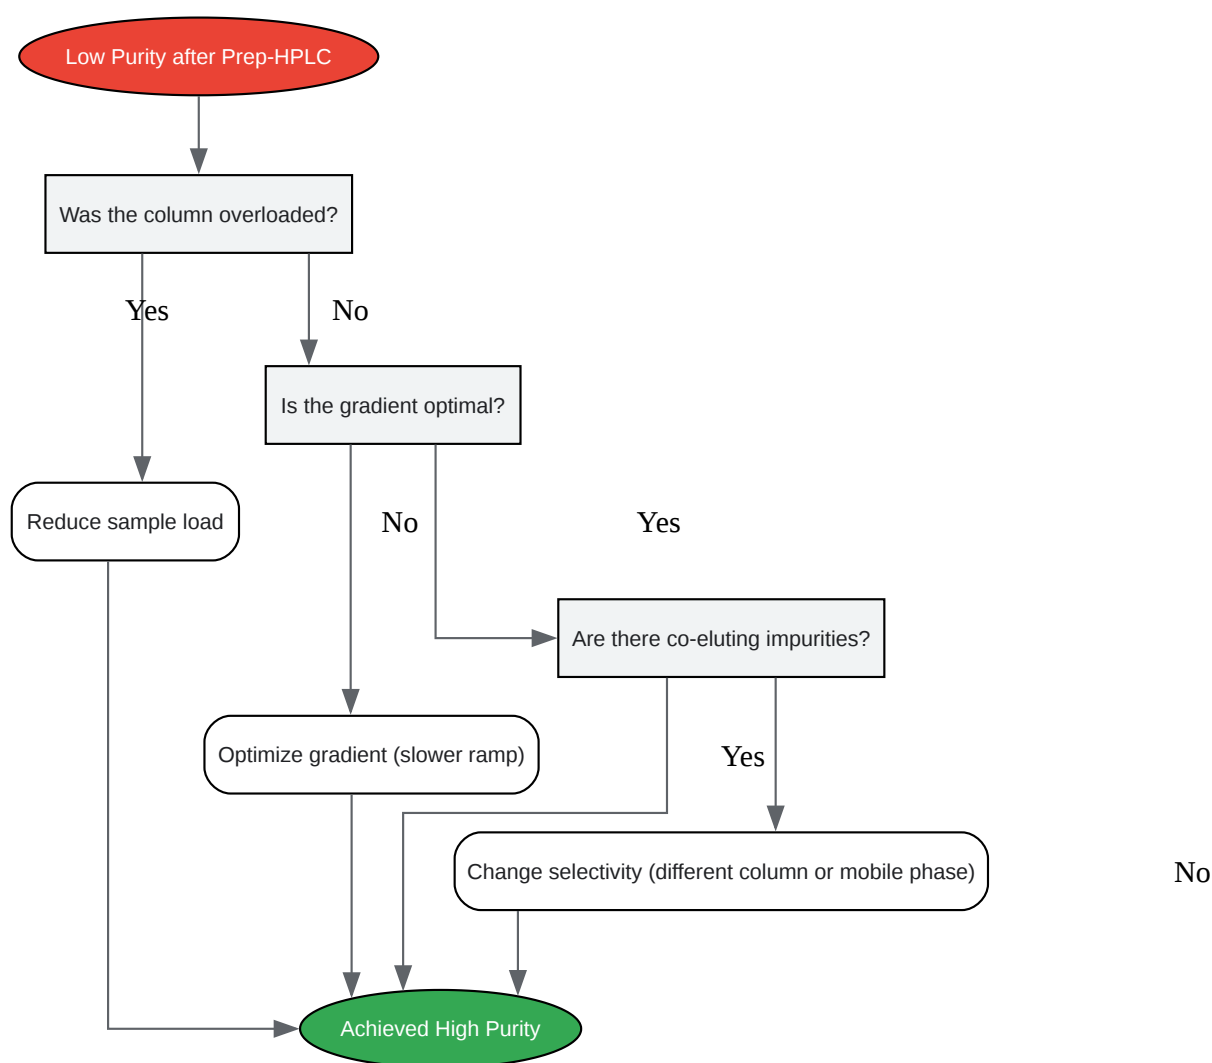 Low Purity after Prep-HPLC
Was the column overloaded?
Yes
No
Is the gradient optimal?
Reduce sample load
No
Yes
Are there co-eluting impurities?
Optimize gradient (slower ramp)
Yes
Change selectivity (different column or mobile phase)
No
Achieved High Purity